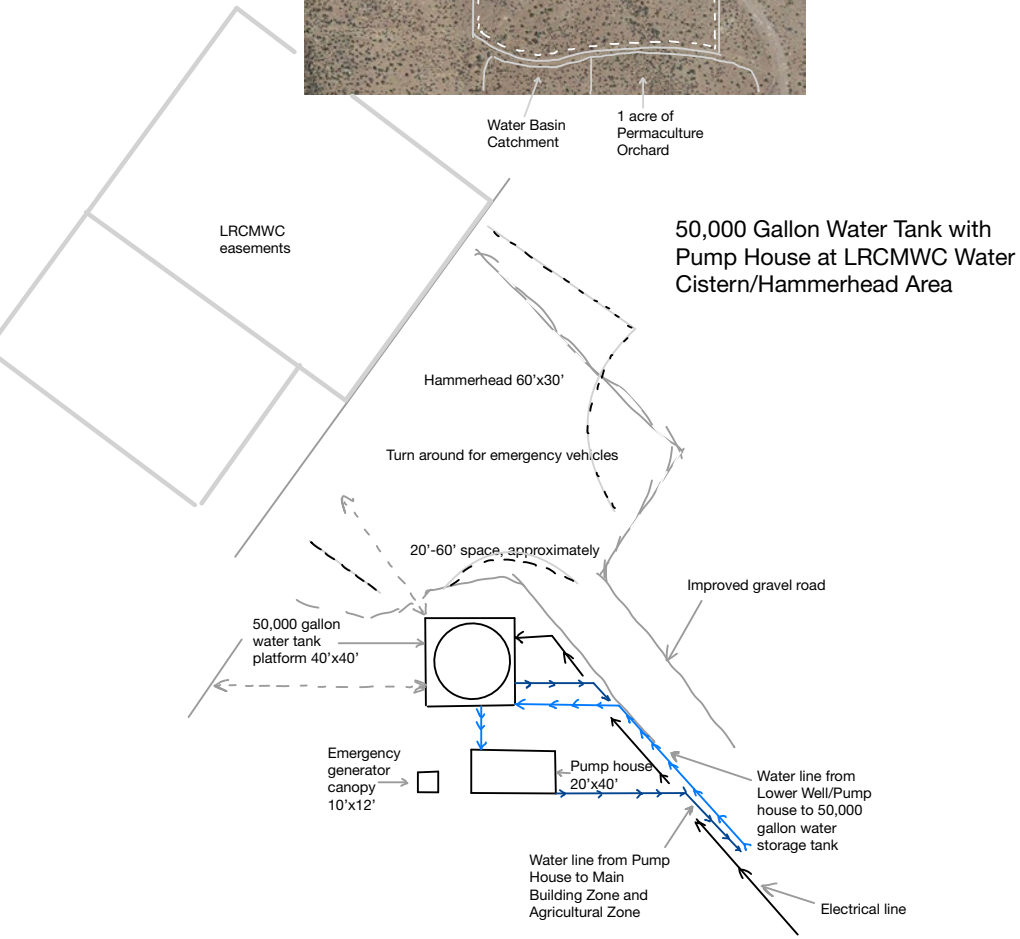 Water Basin
Catchment
1 acre of
Permaculture
Orchard
LRCMWC
easements
50,000 Gallon Water Tank with
Pump House at LRCMWC Water
Cistern/Hammerhead Area
Hammerhead 60’x30’
Turn around for emergency vehicles
20’-60’ space, approximately
Improved gravel road
50,000 gallon
water tank
platform 40’x40’
Emergency
generator
canopy
10’x12’
Pump house
20’x40’
Water line from
Lower Well/Pump
house to 50,000
gallon water
storage tank
Water line from Pump
House to Main
Building Zone and
Agricultural Zone
Electrical line